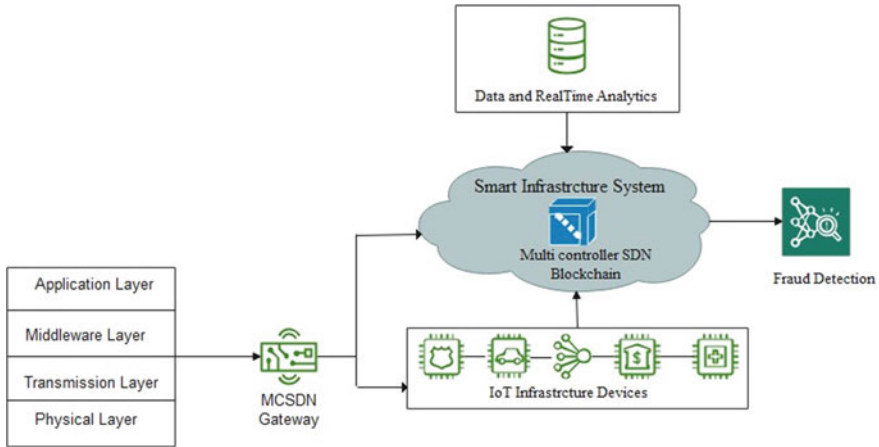 Data and RealTime Analytics
Smart Infrastrcture System
Multi controller SDN
Blockchain
Fraud Detection
Application Layer
Middleware Layer
Transmission Layer
Physical Layer
MCSDN
Gateway
$
IoT Infrastrcture Devices